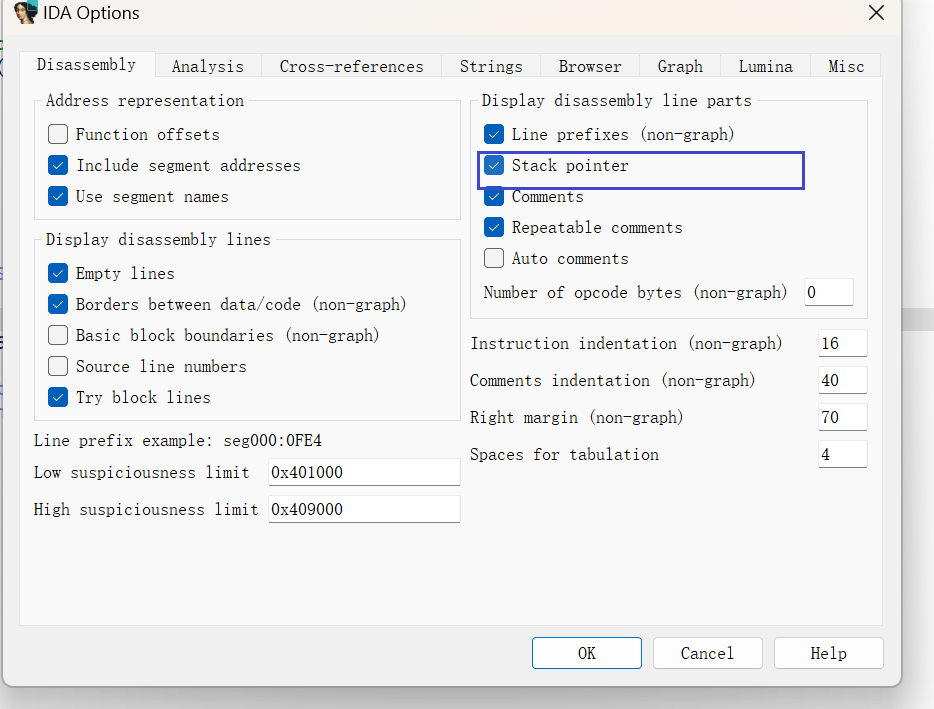 IDA Options
Disassembly Analysis Cross-references Strings Browser Graph Lumina Misc
Address representation
Function offsets
Include segment addresses
Use segment names
Display disassembly lines
Empty lines
Borders between data/code (non-graph)
Basic block boundaries (non-graph)
Source line numbers
Try block lines
Line prefix example: seg000:0FE4
Low suspiciousness limit 0x401000
High suspiciousness limit 0x409000
Display disassembly line parts
Line prefixes (non-graph)
Stack pointer
Comments
Repeatable comments
Auto comments
Number of opcode bytes (non-graph) 0
Instruction indentation (non-graph) 16
Comments indentation (non-graph) 40
Right margin (non-graph) 70
Spaces for tabulation 4
OK Cancel Help